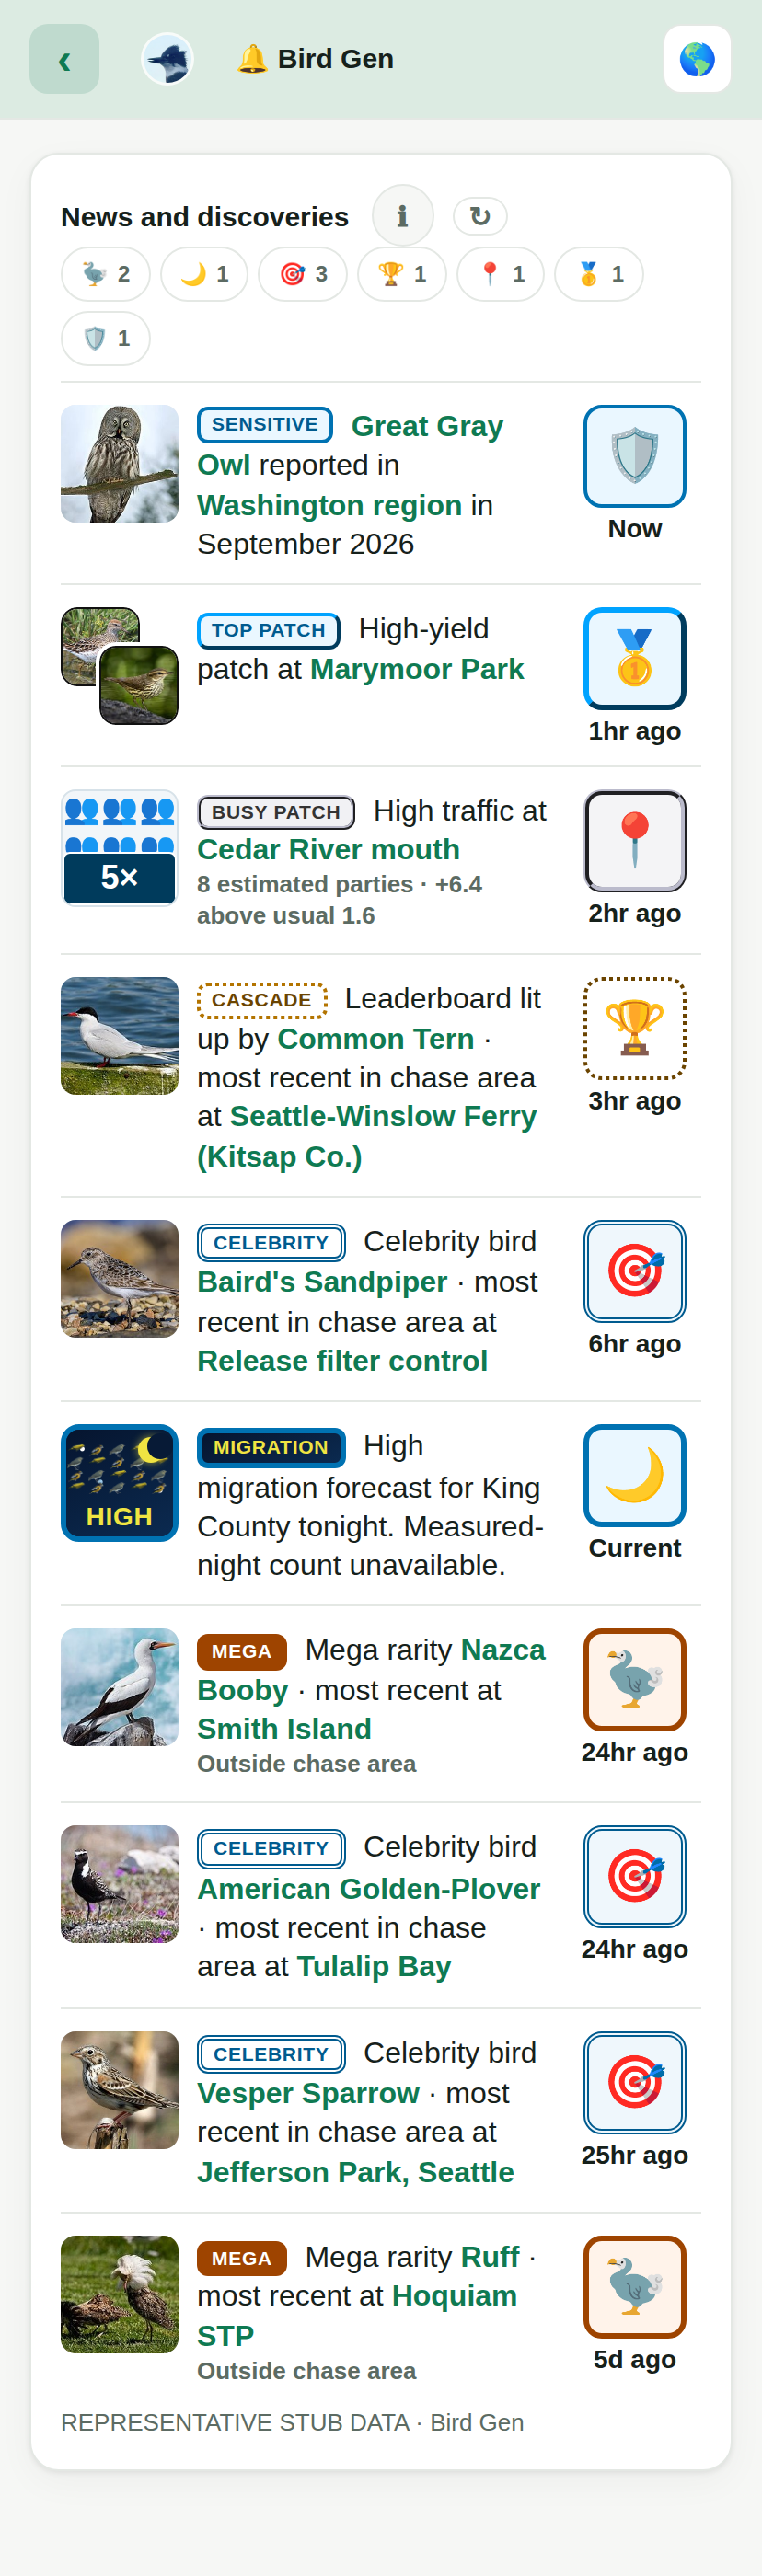 ‹ 🔔 Bird Gen 🌎
News and discoveries ℹ ↻
🦤 2 🌙 1 🎯 3 🏆 1 📍 1 🥇 1
🛡️ 1
SENSITIVE Great Gray
Owl reported in
Washington region in
September 2026
Now
TOP PATCH High-yield
patch at Marymoor Park
1hr ago
5×
BUSY PATCH High traffic at
Cedar River mouth
8 estimated parties · +6.4
above usual 1.6
2hr ago
CASCADE Leaderboard lit
up by Common Tern ·
most recent in chase area
at Seattle-Winslow Ferry
(Kitsap Co.)
3hr ago
CELEBRITY Celebrity bird
Baird's Sandpiper · most
recent in chase area at
Release filter control
6hr ago
HIGH
MIGRATION High
migration forecast for King
County tonight. Measured-
night count unavailable.
Current
MEGA Mega rarity Nazca
Booby · most recent at
Smith Island
Outside chase area
24hr ago
CELEBRITY Celebrity bird
American Golden-Plover
· most recent in chase
area at Tulalip Bay
24hr ago
CELEBRITY Celebrity bird
Vesper Sparrow · most
recent in chase area at
Jefferson Park, Seattle
25hr ago
MEGA Mega rarity Ruff ·
most recent at Hoquiam
STP
Outside chase area
5d ago
REPRESENTATIVE STUB DATA · Bird Gen